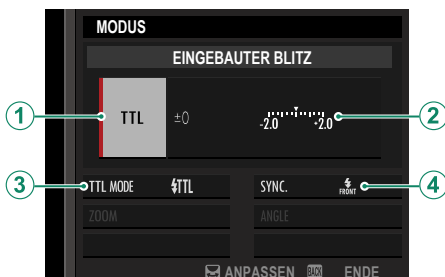 MODUS
EINGEBAUTER BLITZ
1 TTL ±0 -2.0 +2.0 2
3 TTL MODE TTL SYNC. FRONT 4
ZOOM ANGLE
ANPASSEN BACK ENDE